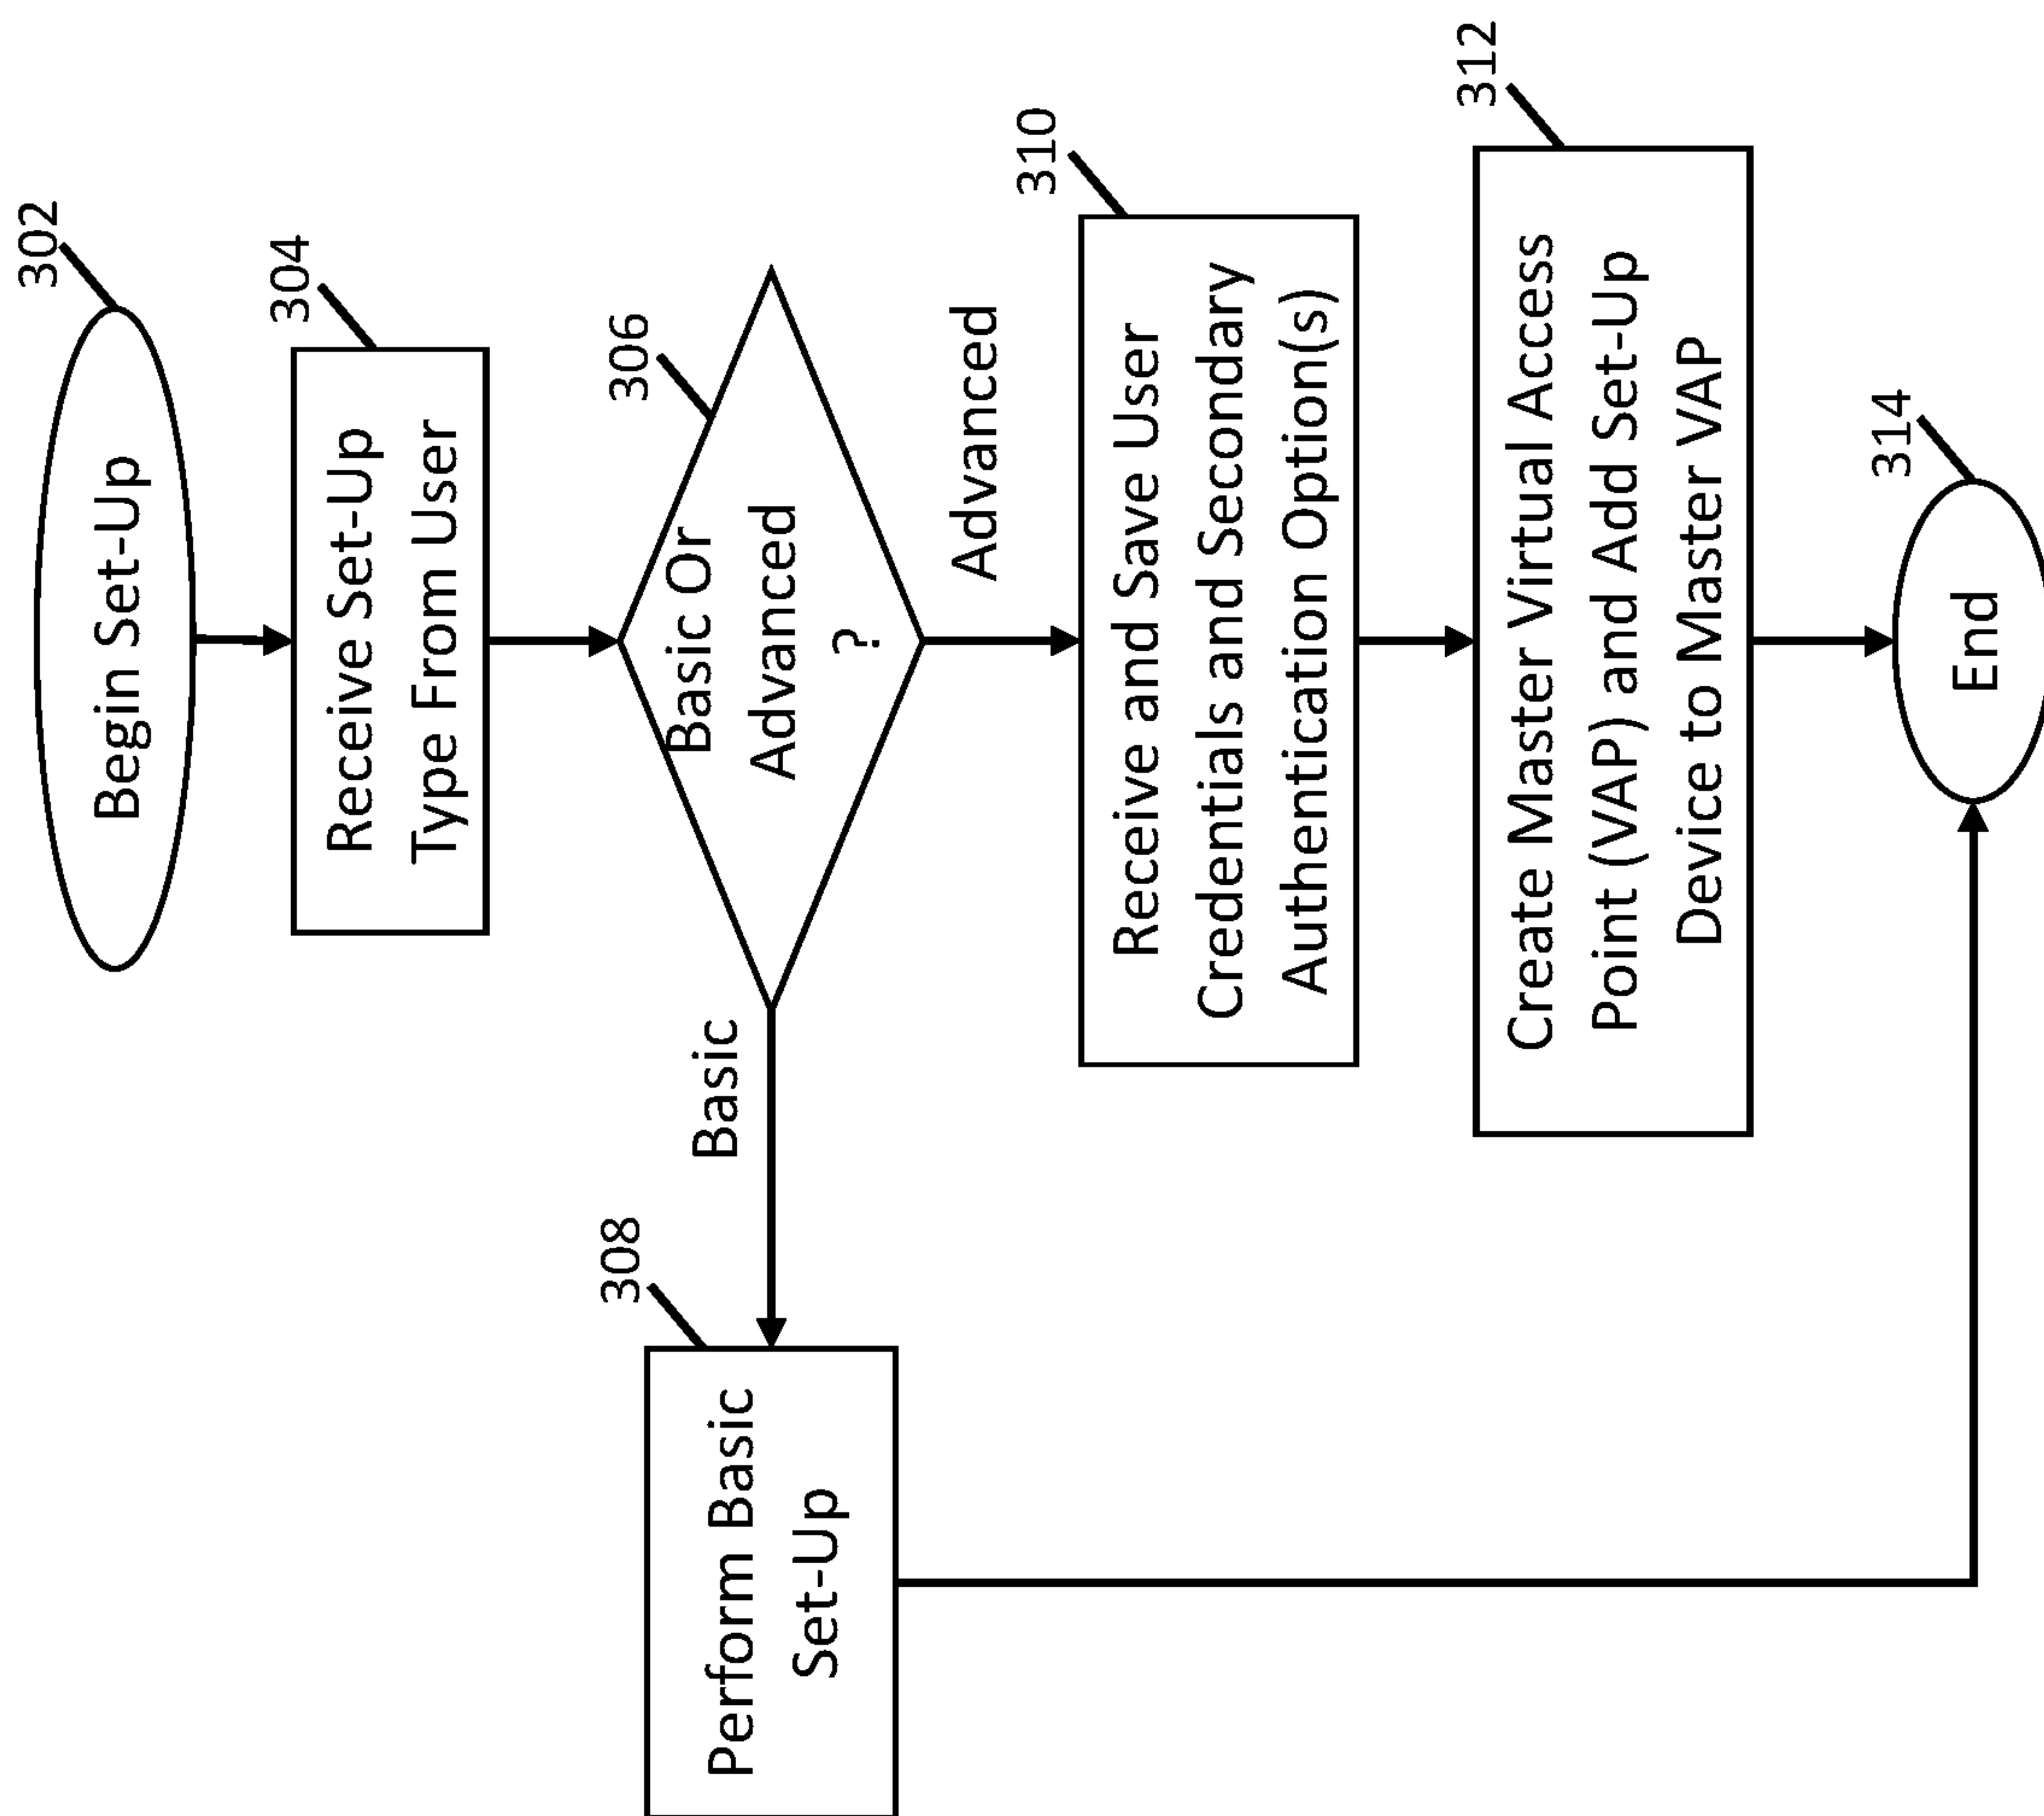 302
Begin Set-Up
304
Receive Set-Up
Type From User
306
Basic Or
Advanced
?
Basic
308
Perform Basic
Set-Up
Advanced
310
Receive and Save User
Credentials and Secondary
Authentication Option(s)
312
Create Master Virtual Access
Point (VAP) and Add Set-Up
Device to Master VAP
314
End